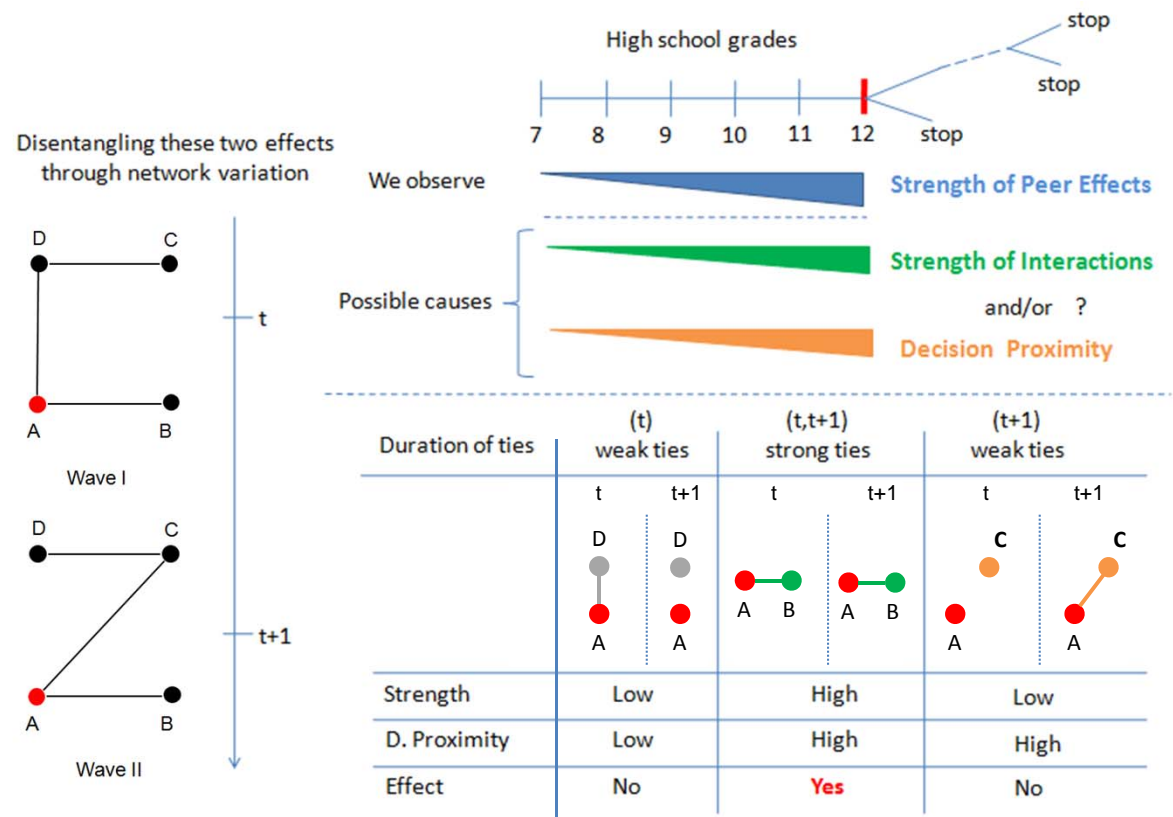 High school grades
stop
stop
stop
7 8 9 10 11 12
Disentangling these two effects
through network variation
We observe
Strength of Peer Effects
Strength of Interactions
Possible causes
and/or ?
Decision Proximity
D C
t
A B
Wave I
D C
t+1
A B
Wave II
Duration of ties
(t)
weak ties
(t,t+1)
strong ties
(t+1)
weak ties
t t+1 t t+1 t t+1
D D C C
A B A B
A A A A
Strength Low High Low
D. Proximity Low High High
Effect No Yes No